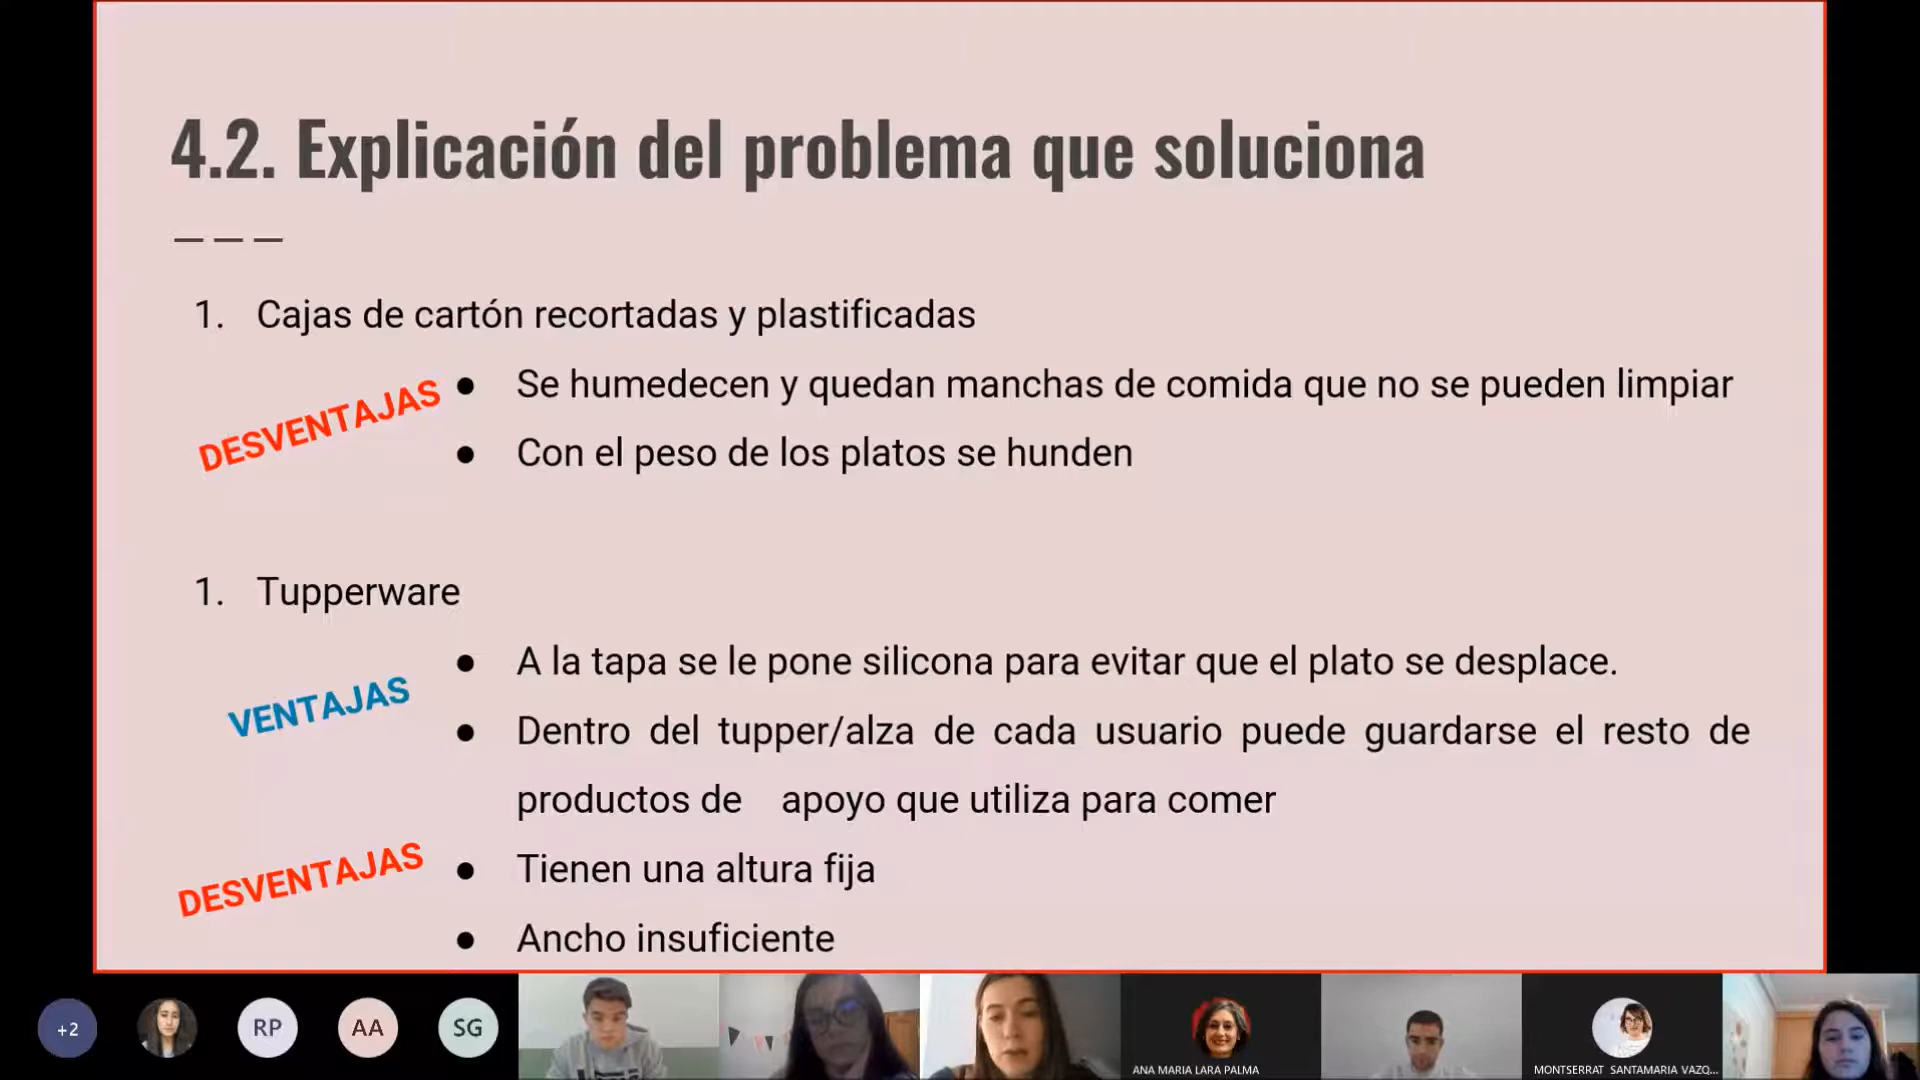 4.2. Explicación del problema que soluciona
1. Cajas de cartón recortadas y plastificadas
DESVENTAJAS
● Se humedecen y quedan manchas de comida que no se pueden limpiar
● Con el peso de los platos se hunden
1. Tupperware
VENTAJAS
● A la tapa se le pone silicona para evitar que el plato se desplace.
● Dentro del tupper/alza de cada usuario puede guardarse el resto de
productos de apoyo que utiliza para comer
DESVENTAJAS
● Tienen una altura fija
● Ancho insuficiente
+2
RP
AA
SG
ANA MARIA LARA PALMA
MONTSERRAT SANTAMARIA VAZQ...